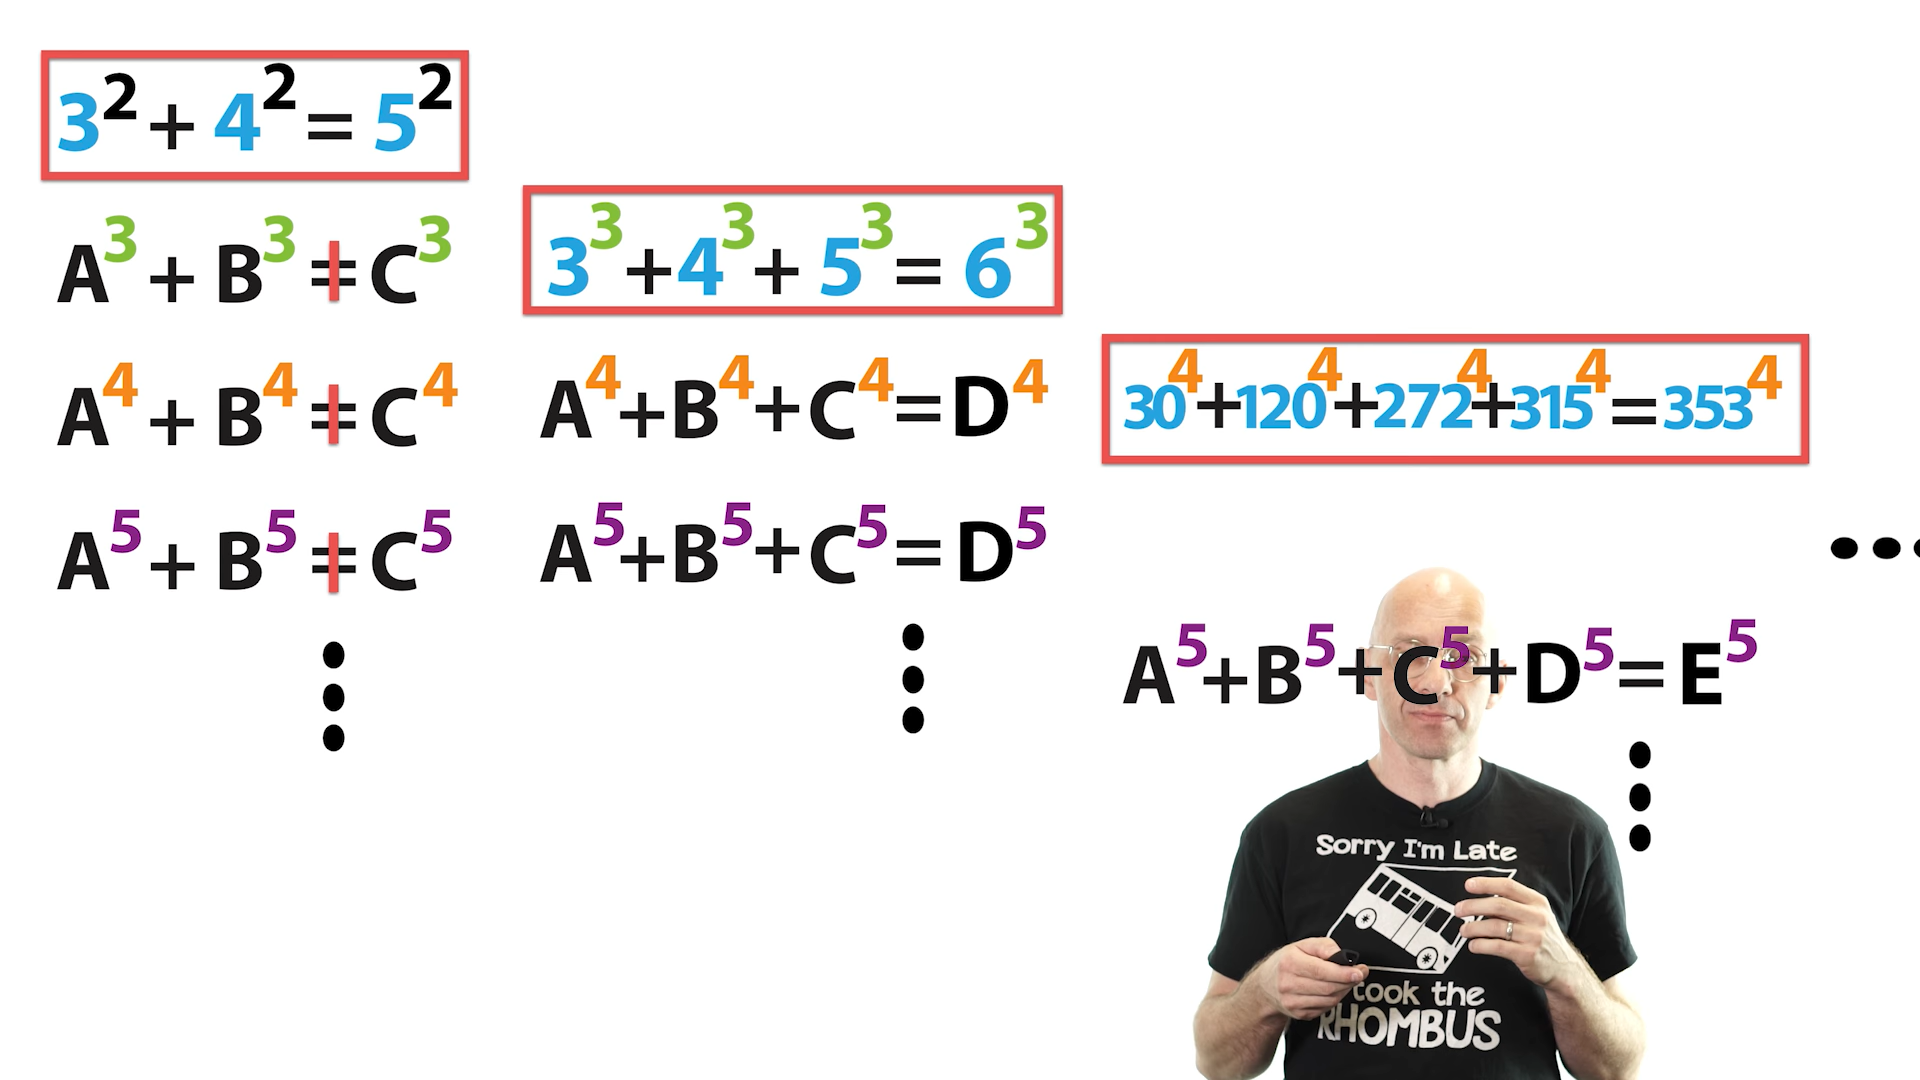 3² + 4² = 5²
A³ + B³ ≠ C³
A⁴ + B⁴ ≠ C⁴
A⁵ + B⁵ ≠ C⁵
3³ + 4³ + 5³ = 6³
A⁴ + B⁴ + C⁴ = D⁴
A⁵ + B⁵ + C⁵ = D⁵
30⁴ + 120⁴ + 272⁴ + 315⁴ = 353⁴
A⁵ + B⁵ + C⁵ + D⁵ = E⁵
Sorry I'm Late
took the
RHOMBUS